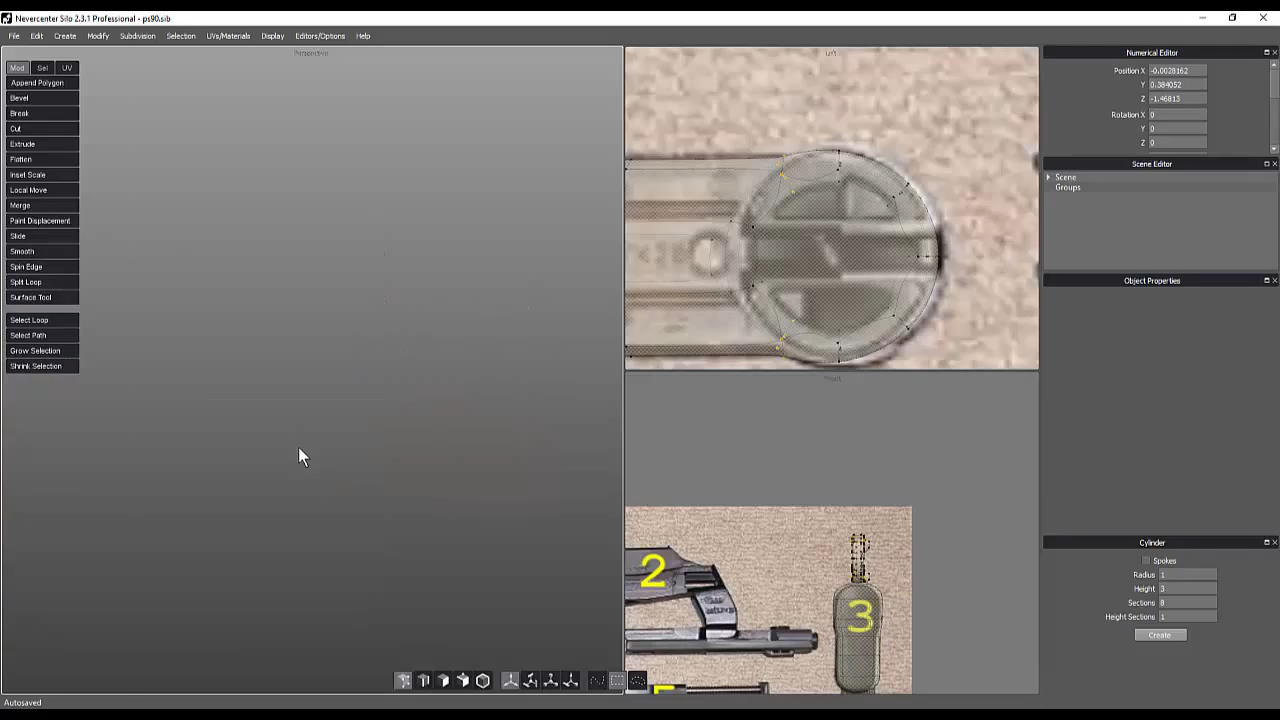 Nevercenter Silo 2.3.1 Professional - ps90.sib
File Edit Create Modify Subdivision Selection UVs/Materials Display Editors/Options Help
Perspective
Left
Numerical Editor
Mod Sel UV
Append Polygon
Bevel
Break
Cut
Extrude
Flatten
Inset Scale
Local Move
Merge
Paint Displacement
Slide
Smooth
Spin Edge
Split Loop
Surface Tool
Select Loop
Select Path
Grow Selection
Shrink Selection
Position X -0.0028162
Y 0.384052
Z -1.46813
Rotation X 0
Y 0
Z 0
Scene Editor
Scene
Groups
Object Properties
Front
2
3
Cylinder
Spokes
Radius 1
Height 3
Sections 8
Height Sections 1
Create
Autosaved